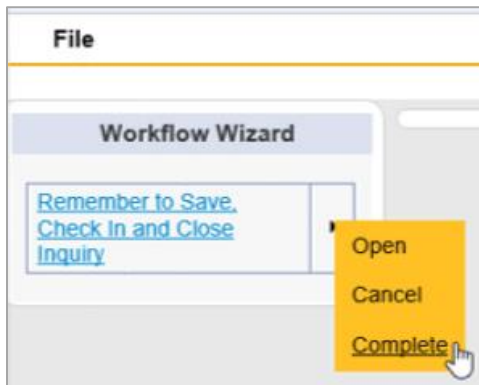 File
Workflow Wizard
Remember to Save,
Check In and Close
Inquiry
Open
Cancel
Complete